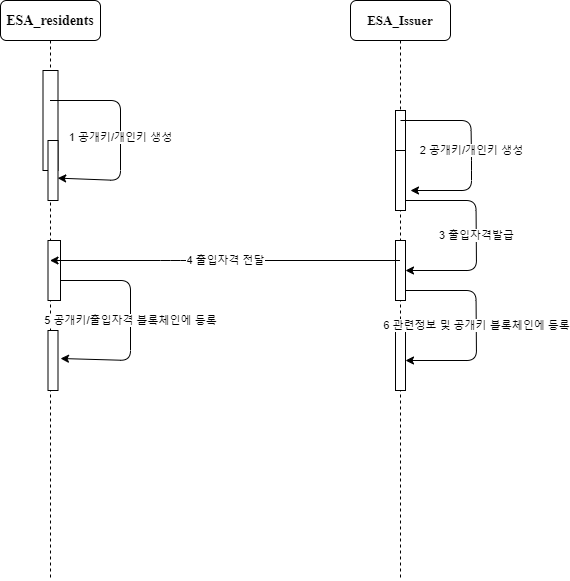 ESA_residents
ESA_Issuer
1 공개키/개인키 생성
2 공개키/개인키 생성
3 출입자격발급
4 출입자격 전달
5 공개키/출입자격 블록체인에 등록
6 관련정보 및 공개키 블록체인에 등록